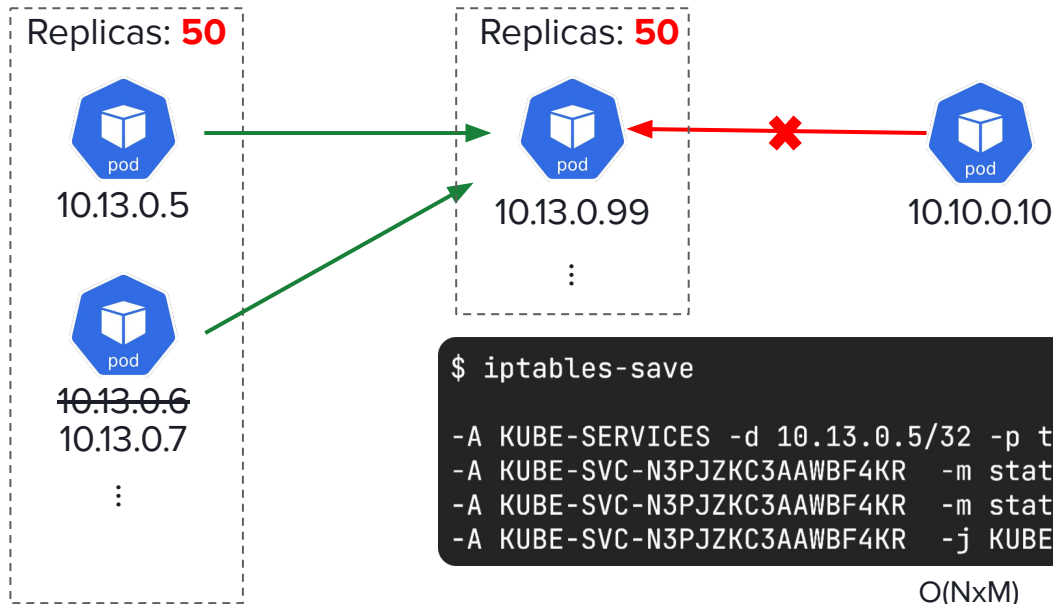 Replicas: 50
Replicas: 50
pod
10.13.0.5
pod
10.13.0.99
⋮
pod
10.10.0.10
pod
10.13.0.6
10.13.0.7
⋮
$ iptables-save
-A KUBE-SERVICES -d 10.13.0.5/32 -p t
-A KUBE-SVC-N3PJZKC3AAWBF4KR  -m stat
-A KUBE-SVC-N3PJZKC3AAWBF4KR  -m stat
-A KUBE-SVC-N3PJZKC3AAWBF4KR  -j KUBE
O(NxM)